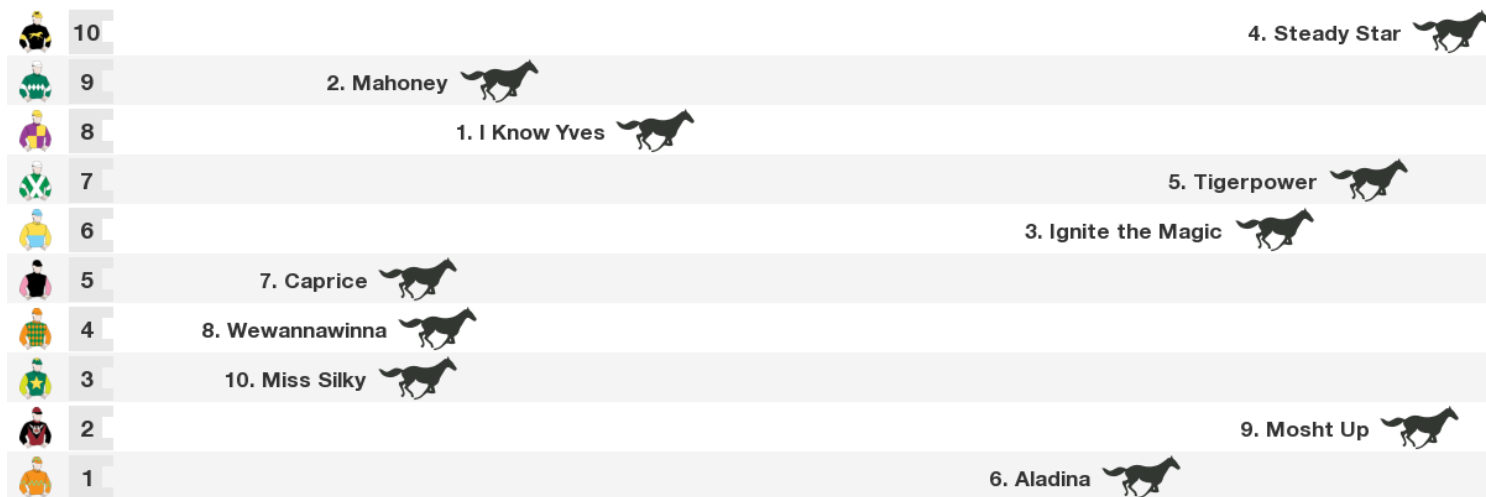 10 4. Steady Star
9 2. Mahoney
8 1. I Know Yves
7 5. Tigerpower
6 3. Ignite the Magic
5 7. Caprice
4 8. Wewannawinna
3 10. Miss Silky
2 9. Mosht Up
1 6. Aladina